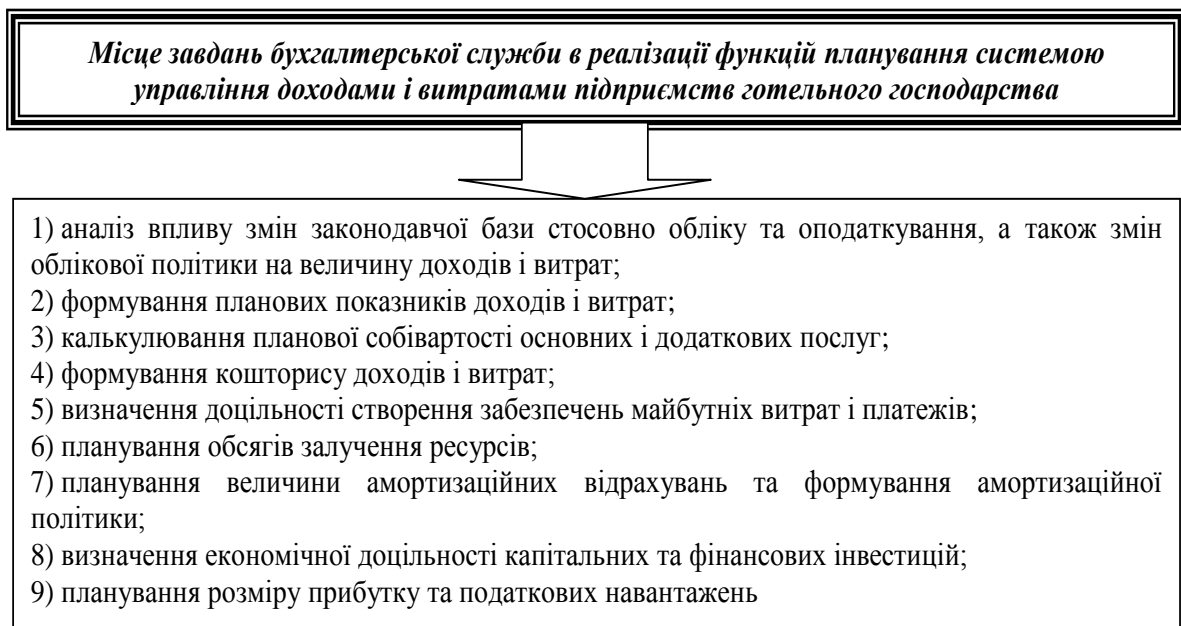 Місце завдань бухгалтерської служби в реалізації функцій планування системою
управління доходами і витратами підприємств готельного господарства
1) аналіз впливу змін законодавчої бази стосовно обліку та оподаткування, а також змін
облікової політики на величину доходів і витрат;
2) формування планових показників доходів і витрат;
3) калькулювання планової собівартості основних і додаткових послуг;
4) формування кошторису доходів і витрат;
5) визначення доцільності створення забезпечень майбутніх витрат і платежів;
6) планування обсягів залучення ресурсів;
7) планування величини амортизаційних відрахувань та формування амортизаційної
політики;
8) визначення економічної доцільності капітальних та фінансових інвестицій;
9) планування розміру прибутку та податкових навантажень